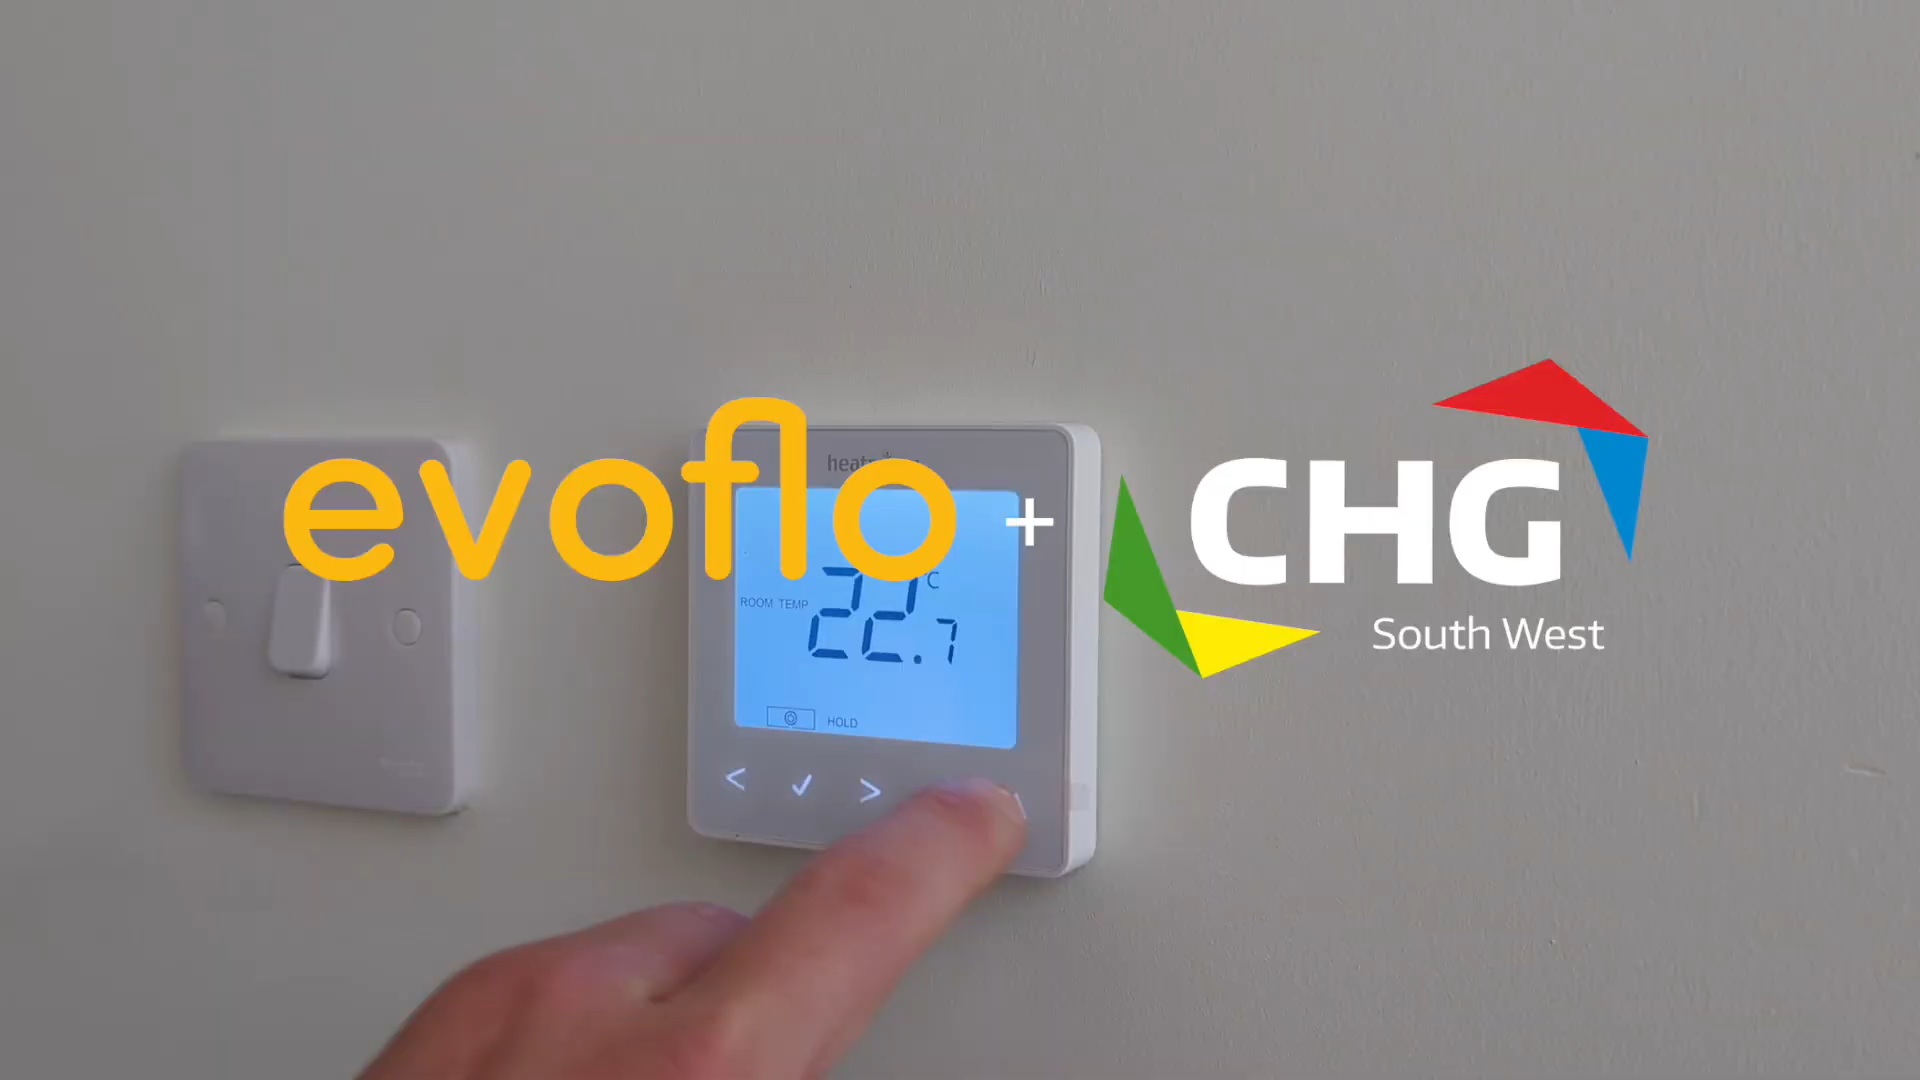 evoflo + CHG
South West
°C
ROOM TEMP 22.7
HOLD